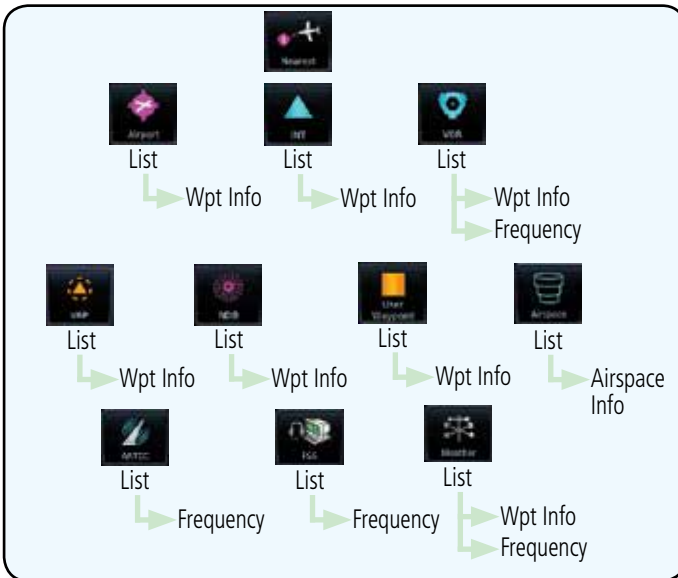 Nearest
Airport
INT
VOR
List
List
List
Wpt Info
Wpt Info
Wpt Info
Frequency
VRP
NDB
User
Waypoint
Airspace
List
List
List
List
Wpt Info
Wpt Info
Wpt Info
Airspace
Info
ARTCC
FSS
Weather
List
List
List
Frequency
Frequency
Wpt Info
Frequency